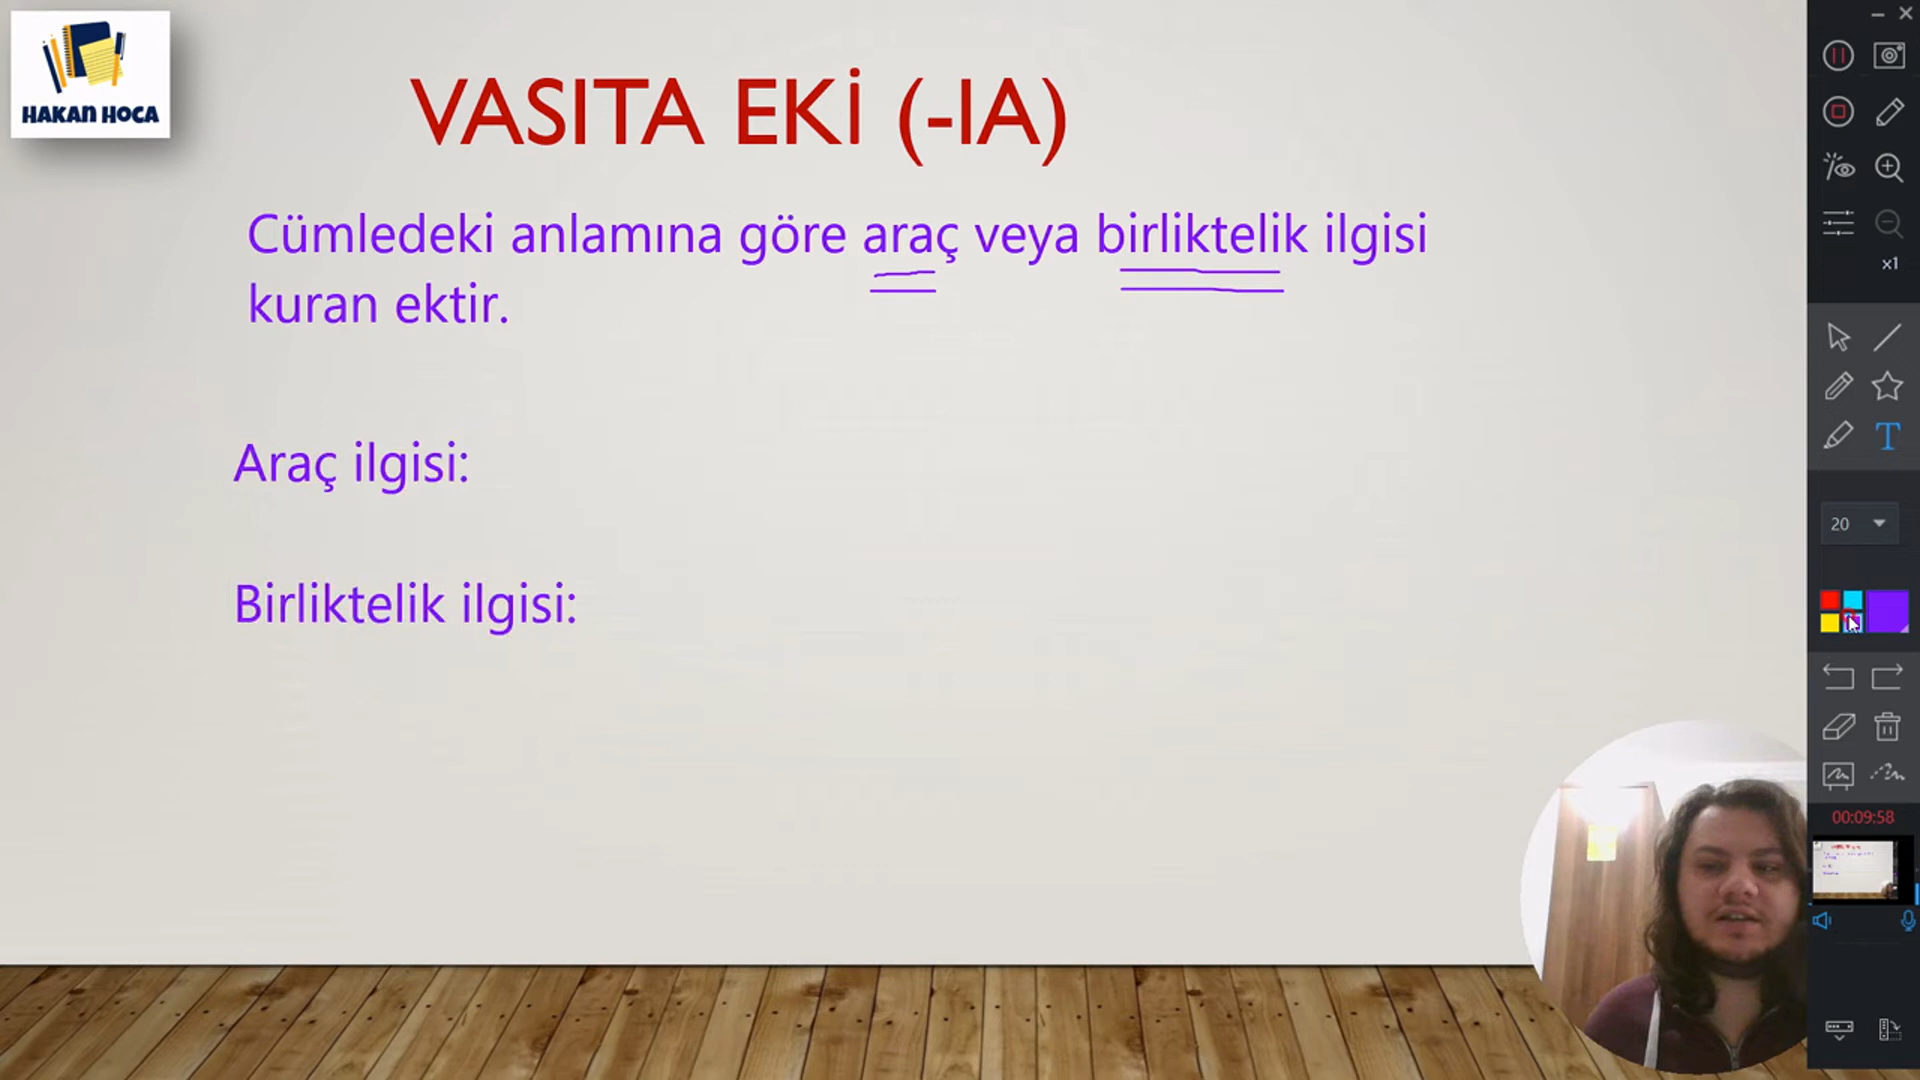 HAKAN HOCA
VASITA EKİ (-IA)
Cümledeki anlamına göre araç veya birliktelik ilgisi
kuran ektir.
Araç ilgisi:
Birliktelik ilgisi:
x1
T
20
00:09:58